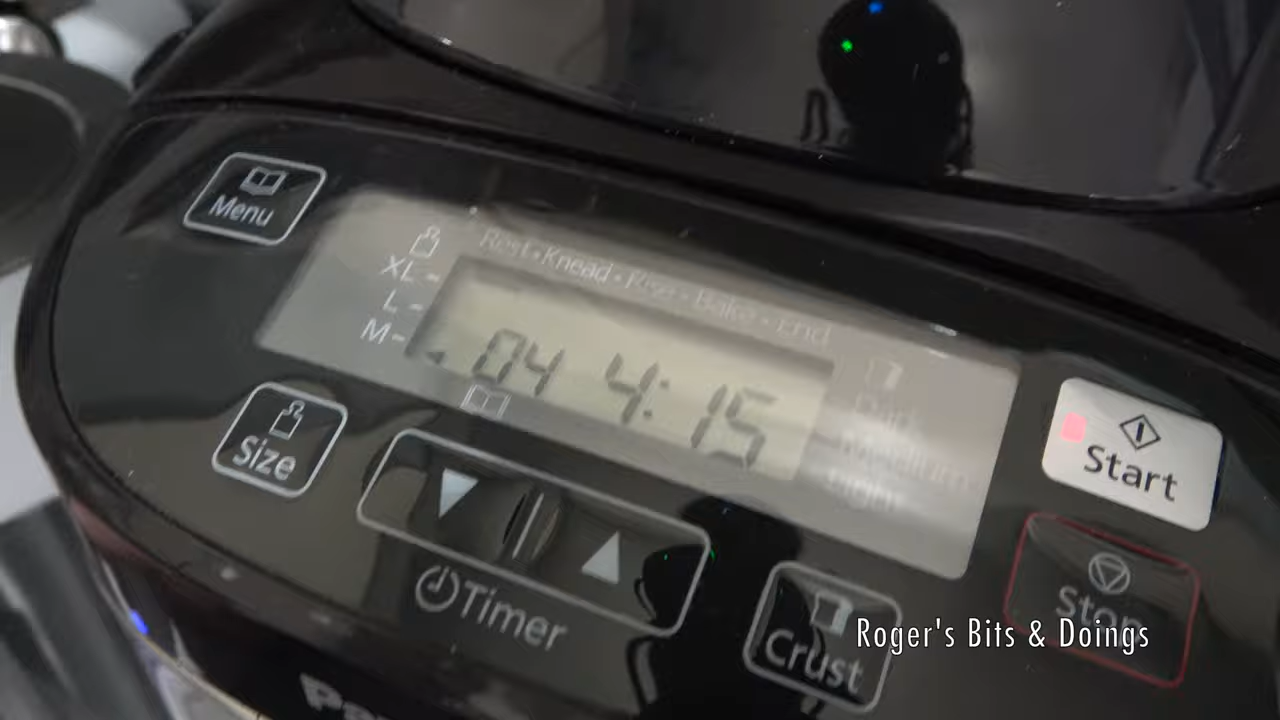 Menu
XL -
L -
M -
Rest • Knead • Rise • Bake • End
04 4:15
Size
Start
Timer
Stop
Crust
Roger's Bits & Doings